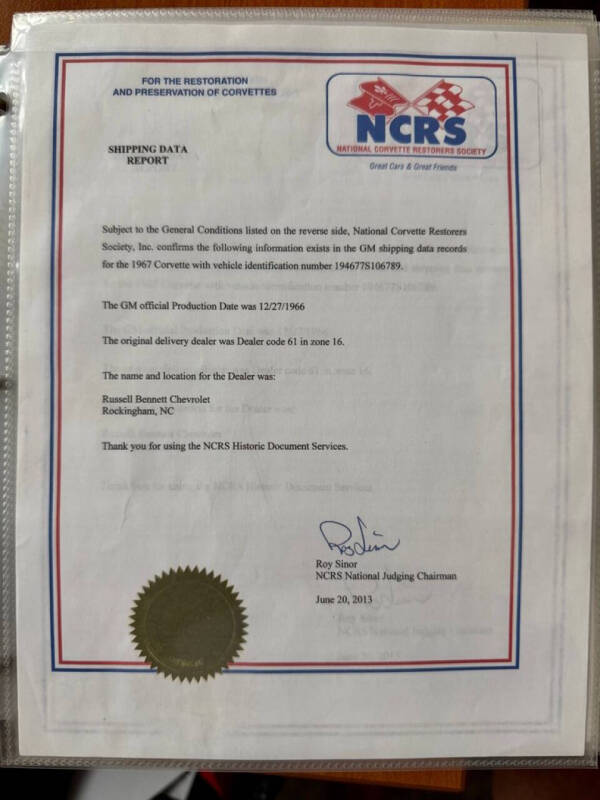 FOR THE RESTORATION
AND PRESERVATION OF CORVETTES
NCRS
NATIONAL CORVETTE RESTORERS SOCIETY
Great Cars & Great Friends
SHIPPING DATA
REPORT
Subject to the General Conditions listed on the reverse side, National Corvette Restorers
Society, Inc. confirms the following information exists in the GM shipping data records
for the 1967 Corvette with vehicle identification number 194677S106789.
The GM official Production Date was 12/27/1966
The original delivery dealer was Dealer code 61 in zone 16.
The name and location for the Dealer was:
Russell Bennett Chevrolet
Rockingham, NC
Thank you for using the NCRS Historic Document Services.
Roy Sinor
NCRS National Judging Chairman
June 20, 2013